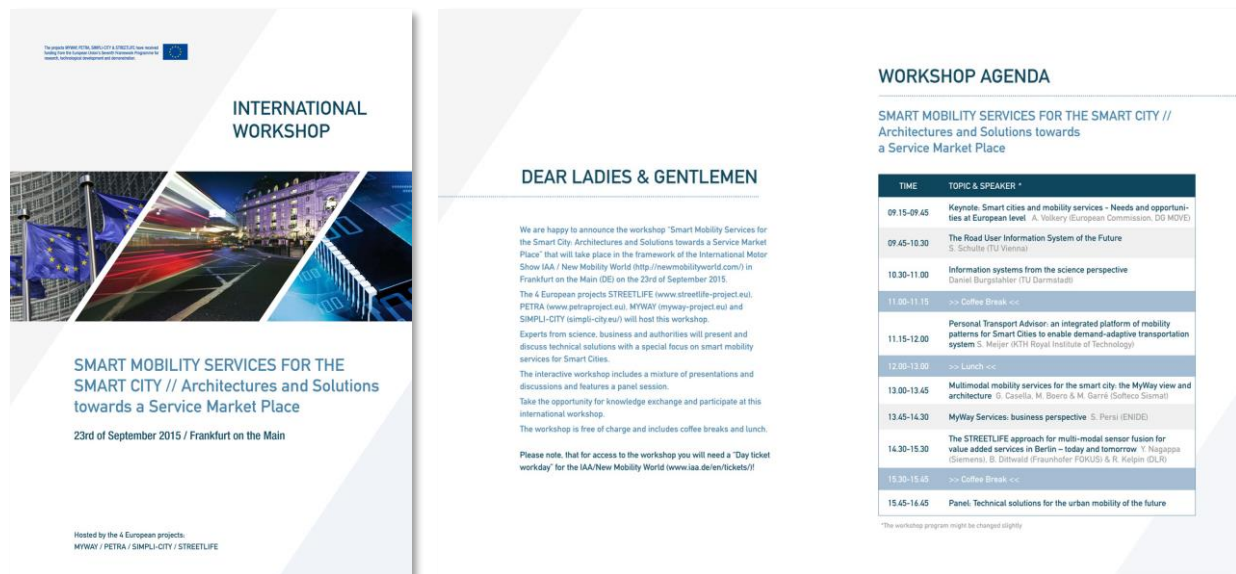 The projects MYWAY, PETRA, SIMPLI-CITY & STREETLIFE have received
funding from the European Union's Seventh Framework Programme for
research, technological development and demonstration.
INTERNATIONAL
WORKSHOP
SMART MOBILITY SERVICES FOR THE
SMART CITY // Architectures and Solutions
towards a Service Market Place
23rd of September 2015 / Frankfurt on the Main
Hosted by the 4 European projects:
MYWAY / PETRA / SIMPLI-CITY / STREETLIFE
DEAR LADIES & GENTLEMEN
We are happy to announce the workshop "Smart Mobility Services for
the Smart City: Architectures and Solutions towards a Service Market
Place" that will take place in the framework of the International Motor
Show IAA / New Mobility World (http://newmobilityworld.com/) in
Frankfurt on the Main (DE) on the 23rd of September 2015.
The 4 European projects STREETLIFE (www.streetlife-project.eu),
PETRA (www.petraproject.eu), MYWAY (myway-project.eu) and
SIMPLI-CITY (simpli-city.eu/) will host this workshop.
Experts from science, business and authorities will present and
discuss technical solutions with a special focus on smart mobility
services for Smart Cities.
The interactive workshop includes a mixture of presentations and
discussions and features a panel session.
Take the opportunity for knowledge exchange and participate at this
international workshop.
The workshop is free of charge and includes coffee breaks and lunch.
Please note, that for access to the workshop you will need a "Day ticket
workday" for the IAA/New Mobility World (www.iaa.de/en/tickets/)!
WORKSHOP AGENDA
SMART MOBILITY SERVICES FOR THE SMART CITY //
Architectures and Solutions towards
a Service Market Place
TIME TOPIC & SPEAKER *
09.15-09.45 Keynote: Smart cities and mobility services - Needs and opportuni-
ties at European level A. Volkery (European Commission, DG MOVE)
09.45-10.30 The Road User Information System of the Future
S. Schulte (TU Vienna)
10.30-11.00 Information systems from the science perspective
Daniel Burgstahler (TU Darmstadt)
11.00-11.15 >> Coffee Break <<
11.15-12.00 Personal Transport Advisor: an integrated platform of mobility
patterns for Smart Cities to enable demand-adaptive transportation
system S. Meijer (KTH Royal Institute of Technology)
12.00-13.00 >> Lunch <<
13.00-13.45 Multimodal mobility services for the smart city: the MyWay view and
architecture G. Casella, M. Boero & M. Garré (Softeco Sismat)
13.45-14.30 MyWay Services: business perspective S. Persi (ENIDE)
14.30-15.30 The STREETLIFE approach for multi-modal sensor fusion for
value added services in Berlin – today and tomorrow Y. Nagappa
(Siemens), B. Dittwald (Fraunhofer FOKUS) & R. Kelpin (DLR)
15.30-15.45 >> Coffee Break <<
15.45-16.45 Panel: Technical solutions for the urban mobility of the future
*The workshop program might be changed slightly